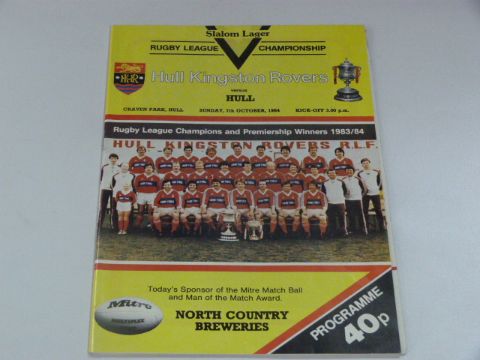 Slalom Lager
RUGBY LEAGUE CHAMPIONSHIP
Hull Kingston Rovers
versus
HULL
CRAVEN PARK, HULL SUNDAY, 7th OCTOBER, 1984 KICK-OFF 3.00 p.m.
Rugby League Champions and Premiership Winners 1983/84
HULL KINGSTON ROVERS R.L.F.
Today's Sponsor of the Mitre Match Ball
and Man of the Match Award.
Mitre
MULTIPLEX
NORTH COUNTRY
BREWERIES
PROGRAMME
40p